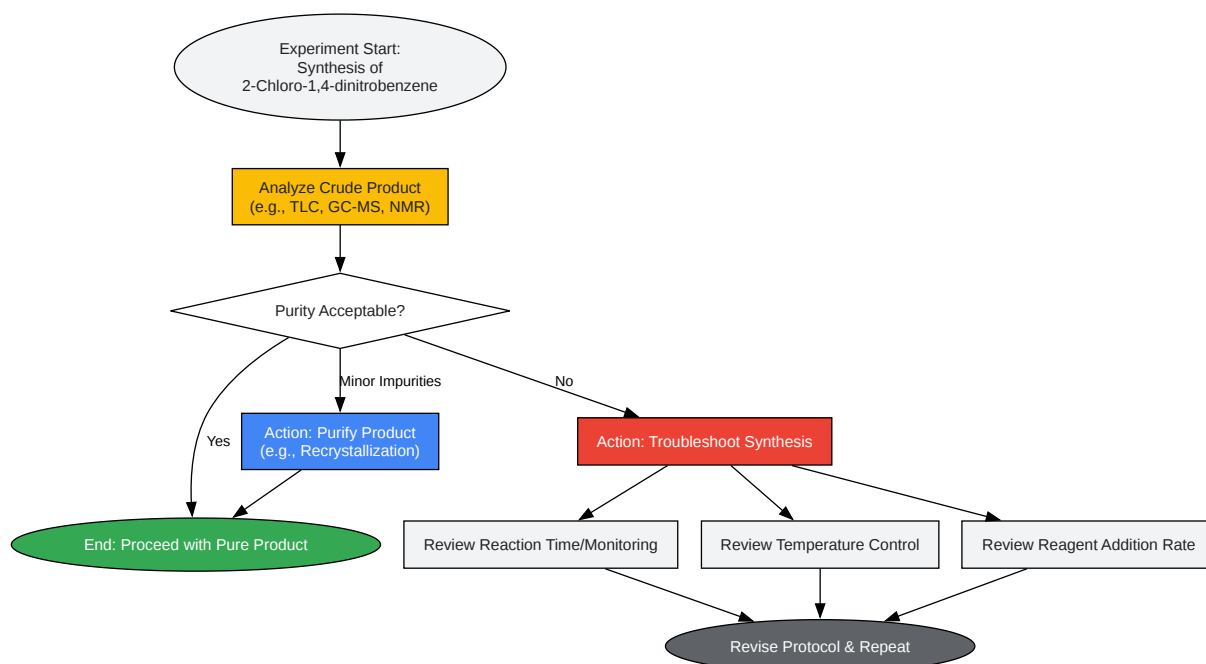 Experiment Start:
Synthesis of
2-Chloro-1,4-dinitrobenzene
Analyze Crude Product
(e.g., TLC, GC-MS, NMR)
Purity Acceptable?
Minor Impurities
No
Yes
Action: Purify Product
(e.g., Recrystallization)
Action: Troubleshoot Synthesis
End: Proceed with Pure Product
Review Reaction Time/Monitoring
Review Temperature Control
Review Reagent Addition Rate
Revise Protocol & Repeat